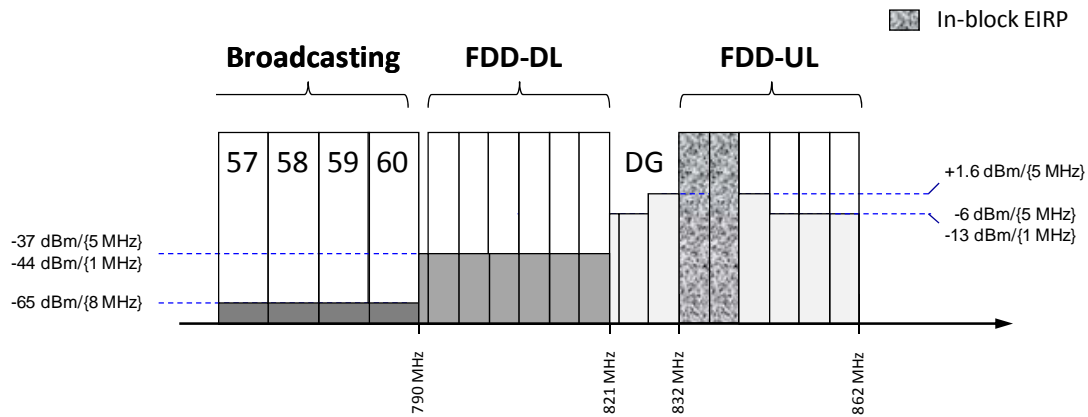 In-block EIRP
Broadcasting
FDD-DL
FDD-UL
57
58
59
60
DG
+1.6 dBm/{5 MHz}
-6 dBm/{5 MHz}
-13 dBm/{1 MHz}
-37 dBm/{5 MHz}
-44 dBm/{1 MHz}
-65 dBm/{8 MHz}
790 MHz
821 MHz
832 MHz
862 MHz